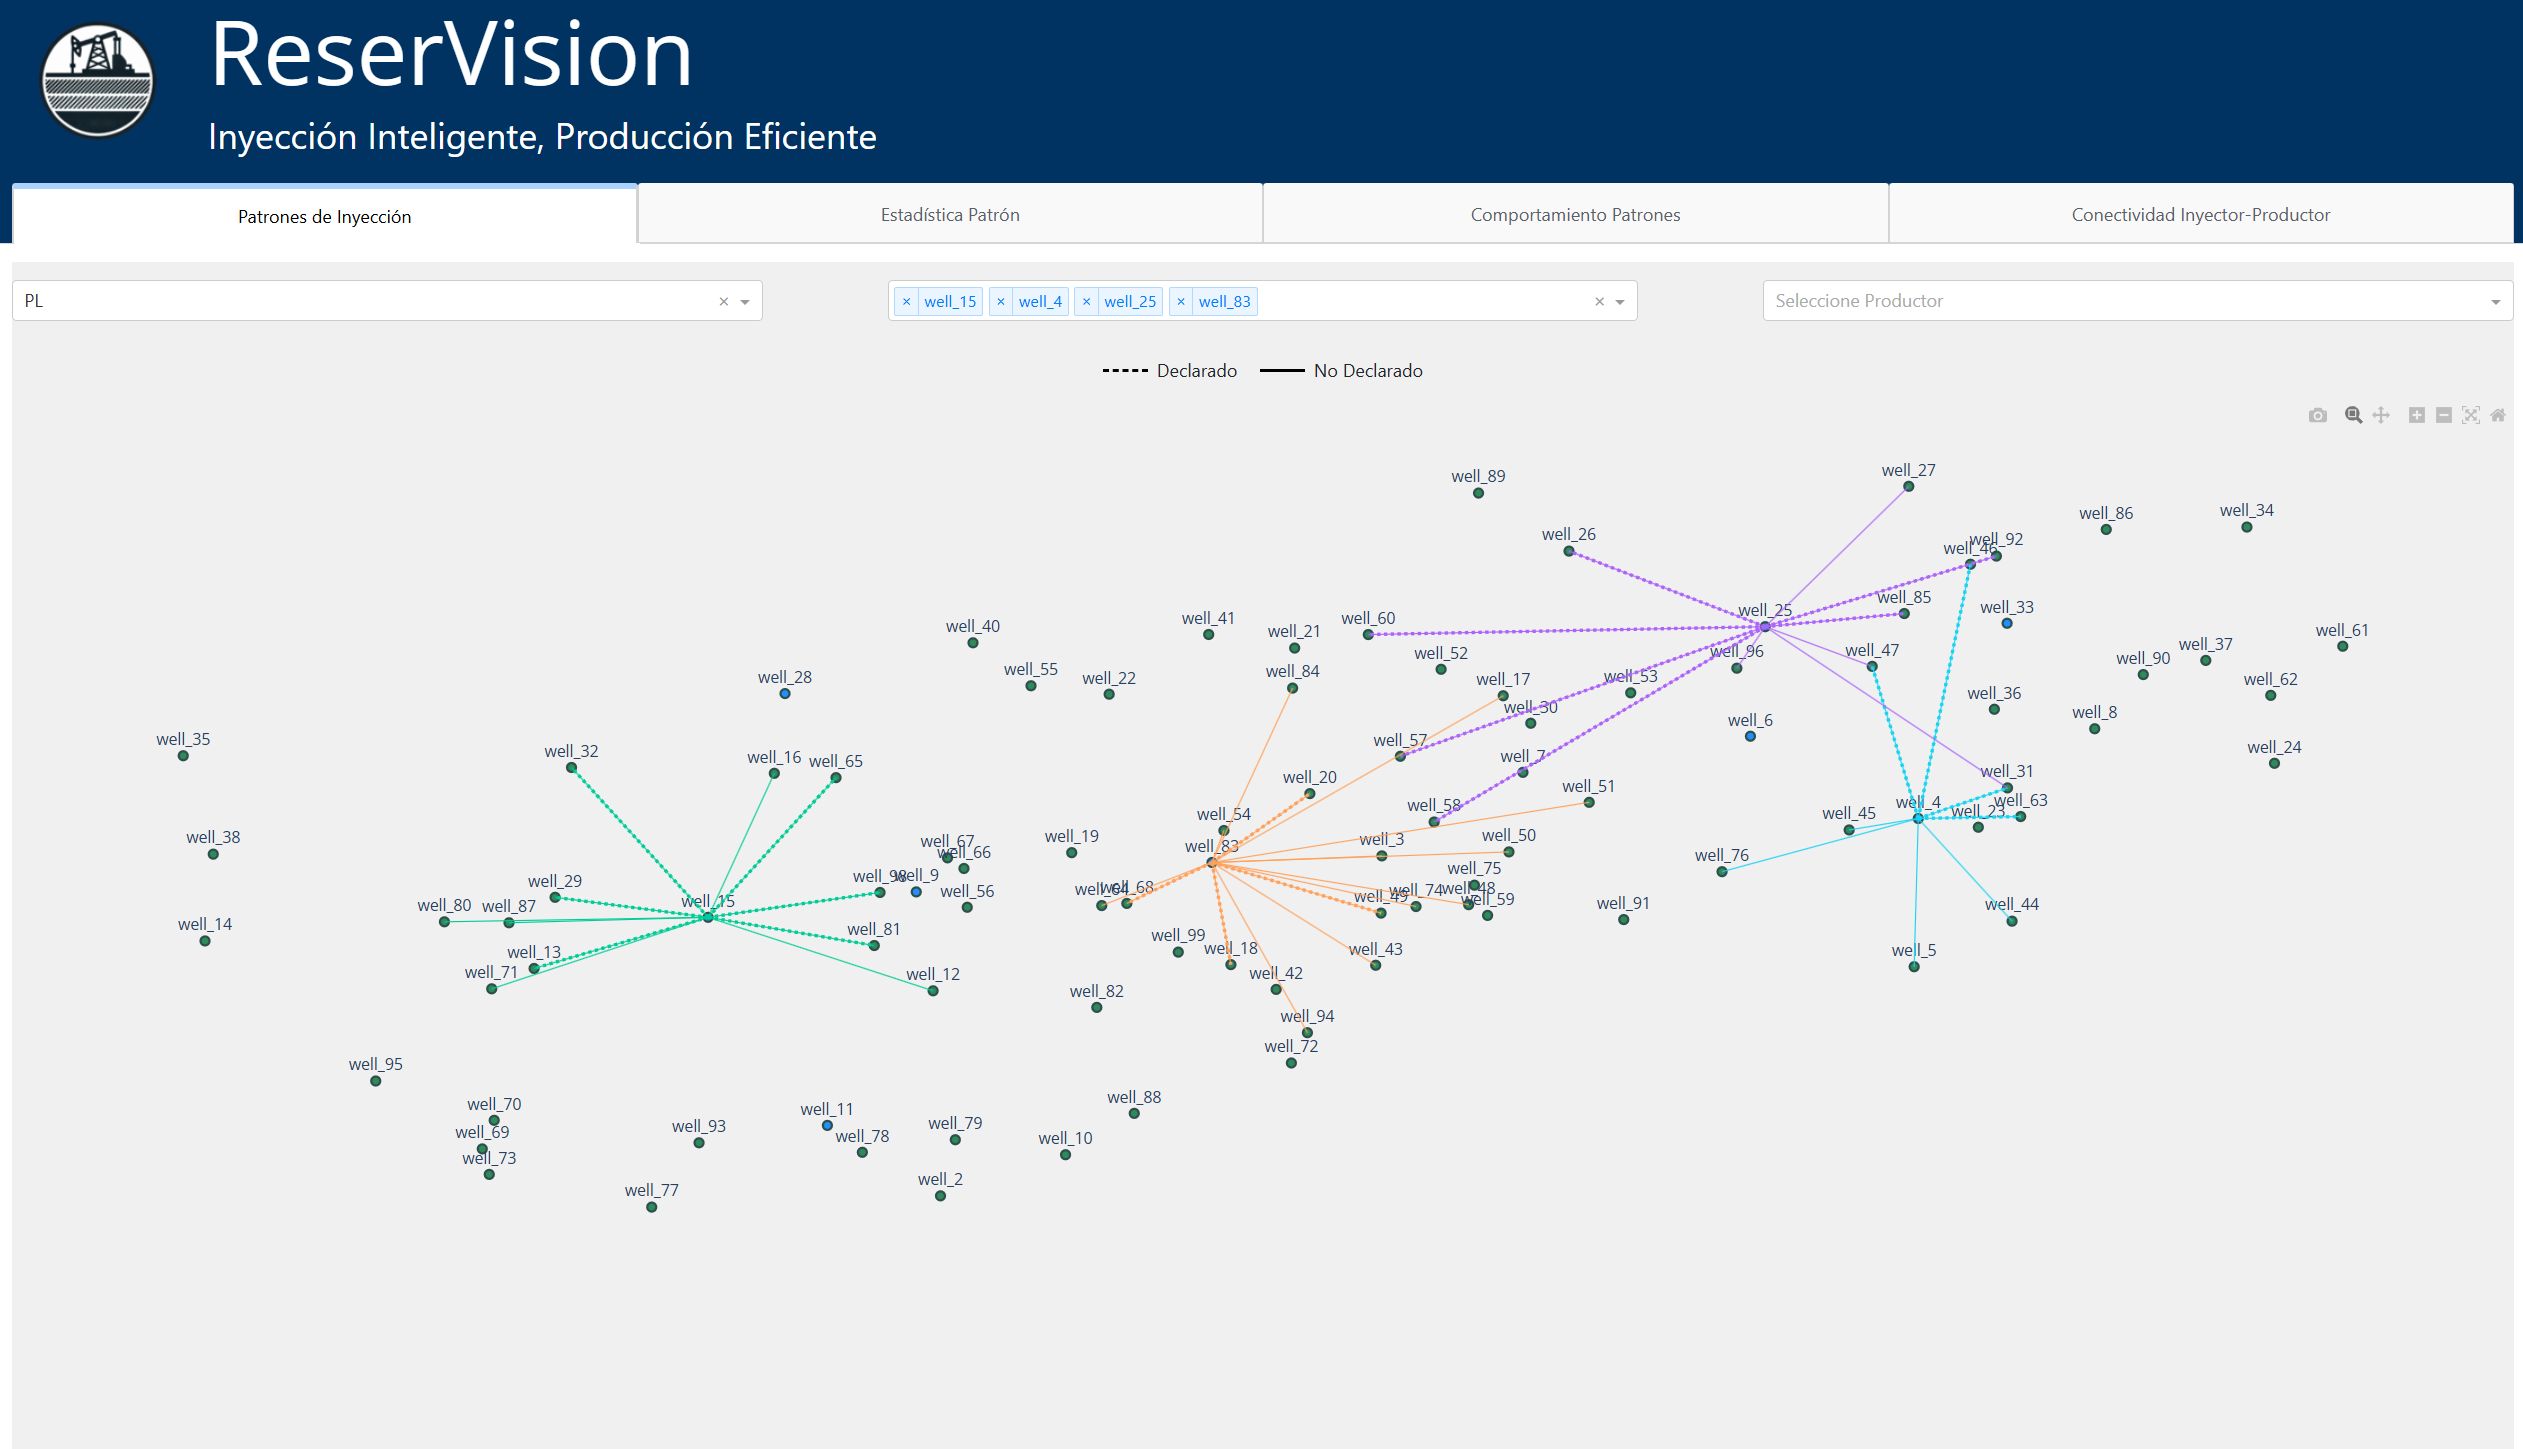 ReserVision
Inyección Inteligente, Producción Eficiente
Patrones de Inyección
Estadística Patrón
Comportamiento Patrones
Conectividad Inyector-Productor
PL
× well_15 × well_4 × well_25 × well_83
Seleccione Productor
Declarado
No Declarado
well_27
well_89
well_34
well_86
well_26
well_92
well_46
well_85
well_33
well_25
well_41
well_60
well_40
well_61
well_21
well_37
well_47
well_96
well_52
well_90
well_55
well_84
well_53
well_28
well_22
well_17
well_62
well_36
well_30
well_8
well_6
well_35
well_57
well_24
well_32
well_7
well_16
well_65
well_31
well_20
well_51
well_63
well_4
well_58
well_23
well_54
well_45
well_19
well_50
well_38
well_3
well_67
well_83
well_66
well_76
well_75
well_98
well_9
well_29
well_68
well_64
well_48
well_74
well_56
well_49
well_59
well_15
well_91
well_44
well_80
well_87
well_14
well_81
well_99
well_18
well_43
well_5
well_13
well_71
well_42
well_12
well_82
well_94
well_72
well_95
well_88
well_70
well_11
well_79
well_93
well_69
well_78
well_10
well_73
well_2
well_77